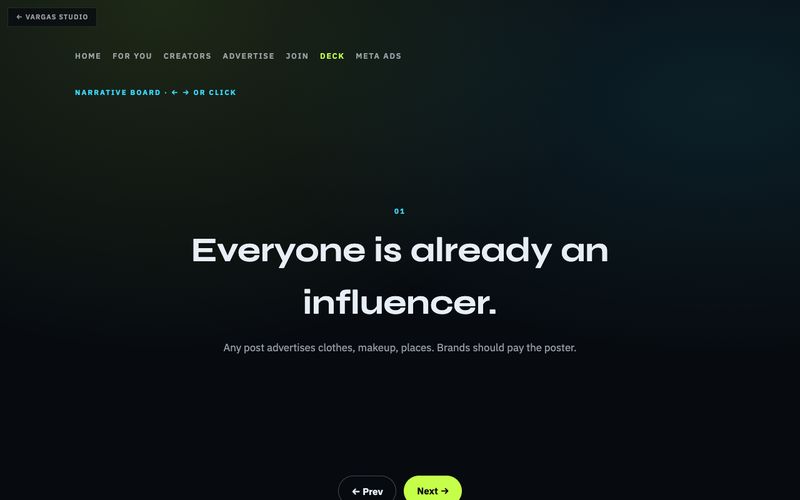 ← VARGAS STUDIO
HOME FOR YOU CREATORS ADVERTISE JOIN DECK META ADS
NARRATIVE BOARD · ← → OR CLICK
01
Everyone is already an
influencer.
Any post advertises clothes, makeup, places. Brands should pay the poster.
← Prev Next →